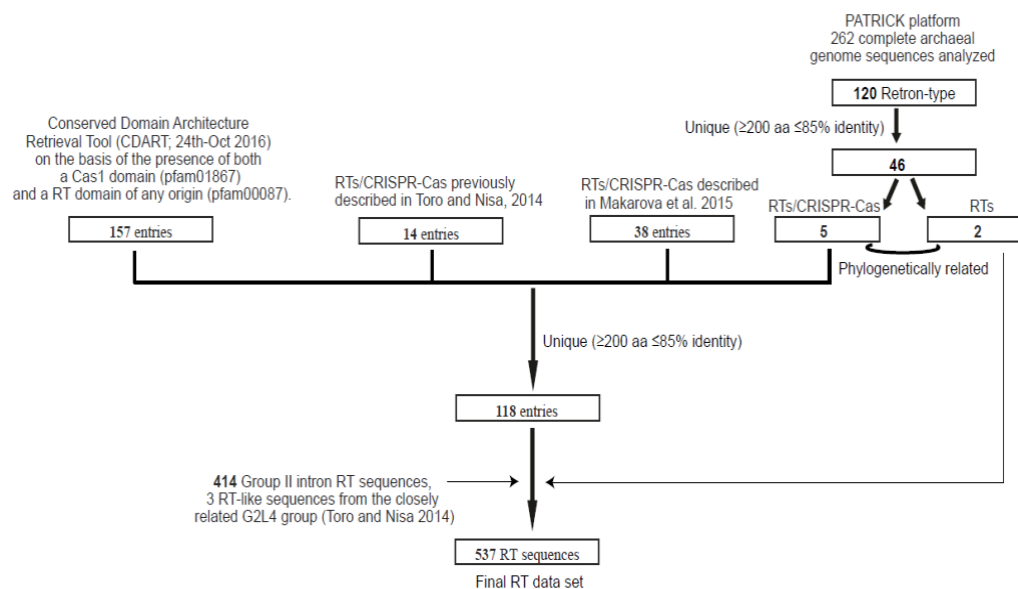 PATRICK platform
262 complete archaeal
genome sequences analyzed
120 Retron-type
Unique (≥200 aa ≤85% identity)
46
Conserved Domain Architecture
Retrieval Tool (CDART; 24th-Oct 2016)
on the basis of the presence of both
a Cas1 domain (pfam01867)
and a RT domain of any origin (pfam00087).
157 entries
RTs/CRISPR-Cas previously
described in Toro and Nisa, 2014
14 entries
RTs/CRISPR-Cas described
in Makarova et al. 2015
38 entries
RTs/CRISPR-Cas
5
RTs
2
Phylogenetically related
Unique (≥200 aa ≤85% identity)
118 entries
414 Group II intron RT sequences,
3 RT-like sequences from the closely
related G2L4 group (Toro and Nisa 2014)
537 RT sequences
Final RT data set